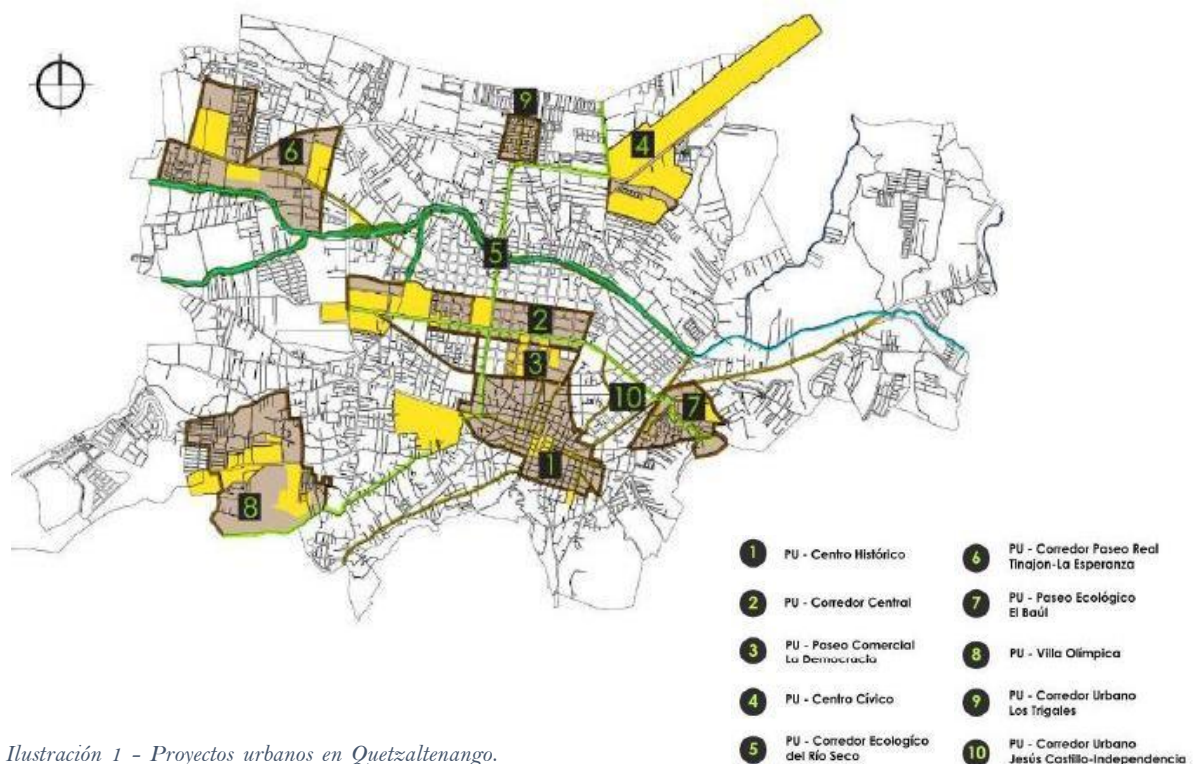 9
4
6
5
2
3
10
7
1
8
1 PU - Centro Histórico
2 PU - Corredor Central
3 PU - Paseo Comercial
La Democracia
4 PU - Centro Cívico
5 PU - Corredor Ecologíco
del Río Seco
6 PU - Corredor Paseo Real
Tinajon-La Esperanza
7 PU - Paseo Ecológico
El Baúl
8 PU - Villa Olímpica
9 PU - Corredor Urbano
Los Trigales
10 PU - Corredor Urbano
Jesús Castillo-Independencia
Ilustración 1 - Proyectos urbanos en Quetzaltenango.